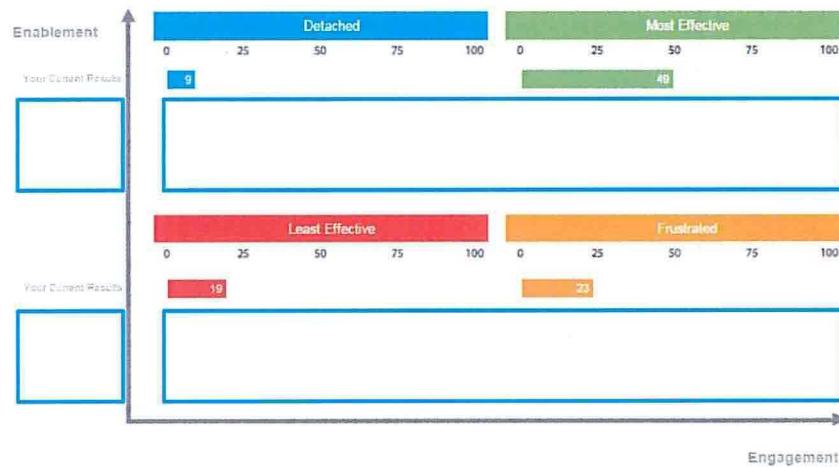 Enablement
Detached
Most Effective
0 25 50 75 100
0 25 50 75 100
Your Current Results
9
49
Least Effective
Frustrated
0 25 50 75 100
0 25 50 75 100
Your Current Results
19
23
Engagement